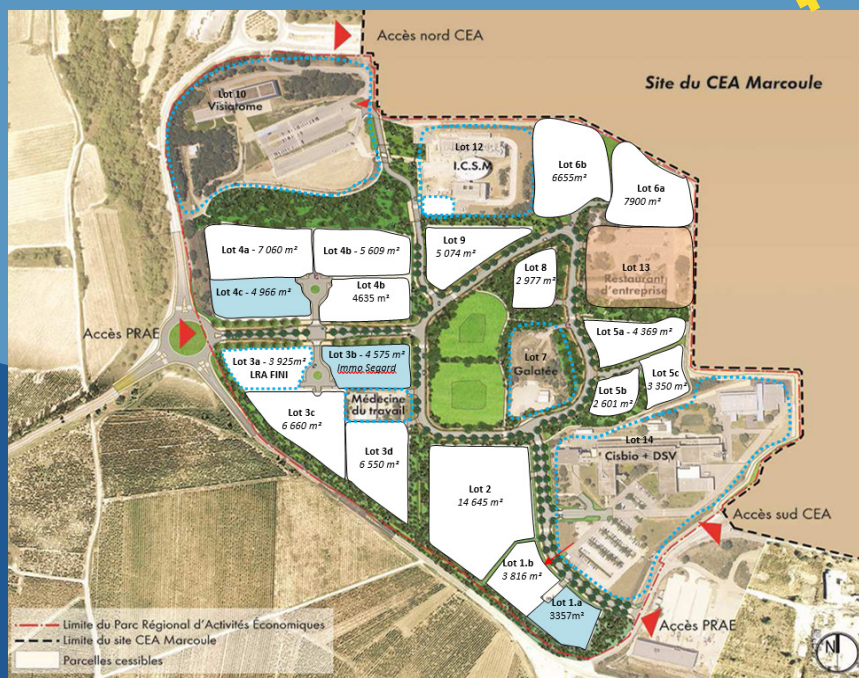 Accès nord CEA
Site du CEA Marcoule
Lot 10
Visiatome
Lot 12
I.C.S.M
Lot 6b
6655m²
Lot 6a
7900 m²
Lot 4a - 7 060 m²
Lot 4b - 5 609 m²
Lot 9
5 074 m²
Lot 8
2 977 m²
Lot 13
Restaurant
d'entreprise
Lot 4c - 4 966 m²
Lot 4b
4635 m²
Accès PRAE
Lot 5a - 4 369 m²
Lot 3a - 3 925m²
LRA FINI
Lot 3b - 4 575 m²
Immo Segard
Lot 7
Galatée
Lot 5c
3 350 m²
Lot 5b
2 601 m²
Médecine
du travail
Lot 3c
6 660 m²
Lot 3d
6 550 m²
Lot 14
Cisbio + DSV
Lot 2
14 645 m²
Accès sud CEA
Lot 1.b
3 816 m²
Lot 1.a
3357m²
Accès PRAE
Limite du Parc Régional d'Activités Économiques
Limite du site CEA Marcoule
Parcelles cessibles
N